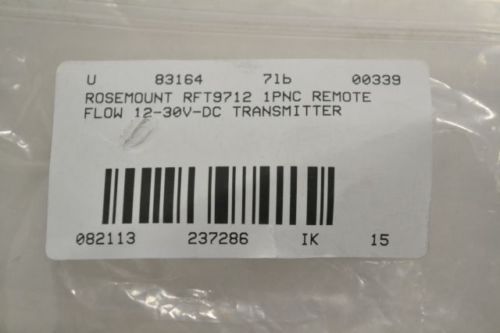 U 83164 7lb 00339
ROSEMOUNT RFT9712 1PNC REMOTE
FLOW 12-30V-DC TRANSMITTER
082113 237286 IK 15